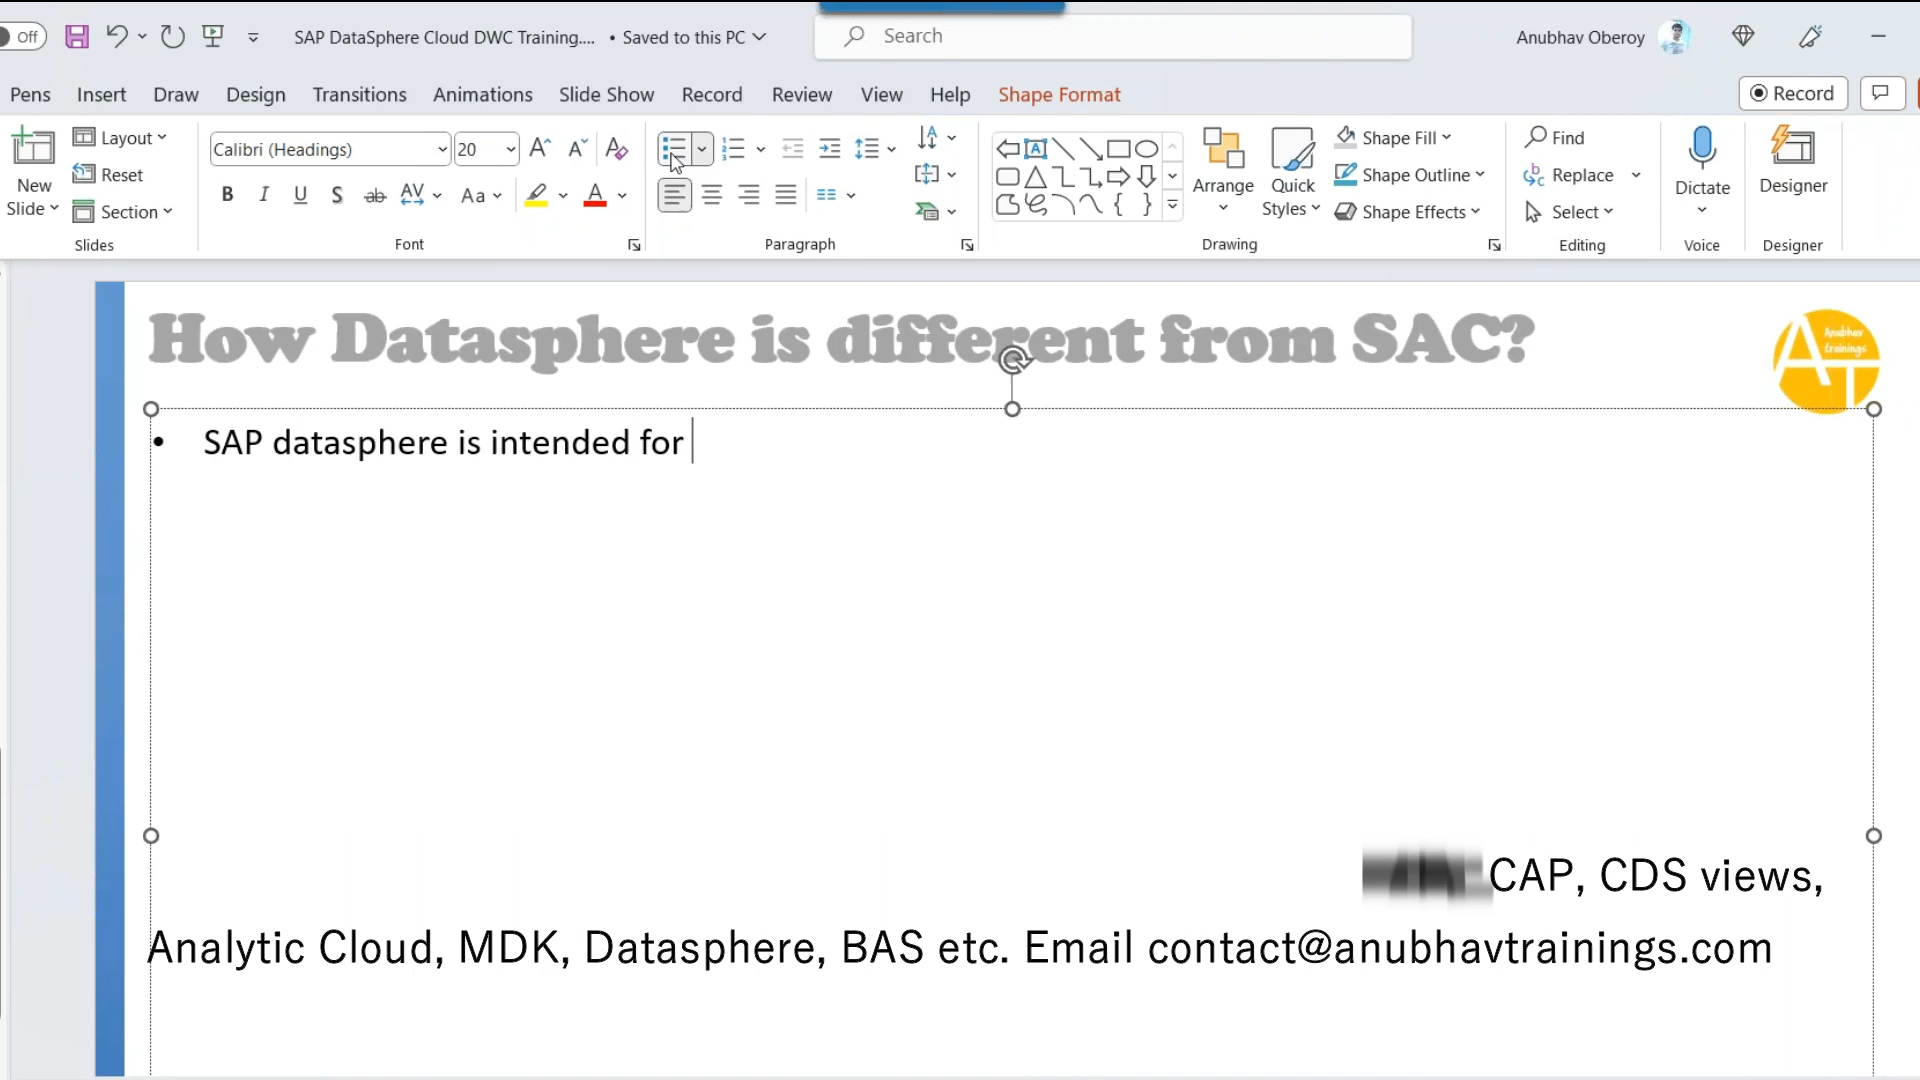 Off
SAP DataSphere Cloud DWC Training.... • Saved to this PC
Search
Anubhav Oberoy
Pens Insert Draw Design Transitions Animations Slide Show Record Review View Help Shape Format
Record
New Slide
Layout
Reset
Section
Slides
Calibri (Headings) 20
B I U S ab AV Aa A
Font
Paragraph
Arrange
Quick Styles
Shape Fill
Shape Outline
Shape Effects
Drawing
Find
Replace
Select
Editing
Dictate
Voice
Designer
Designer
How Datasphere is different from SAC?
Anubhav trainings
AT
• SAP datasphere is intended for
CAP, CDS views,
Analytic Cloud, MDK, Datasphere, BAS etc. Email contact@anubhavtrainings.com